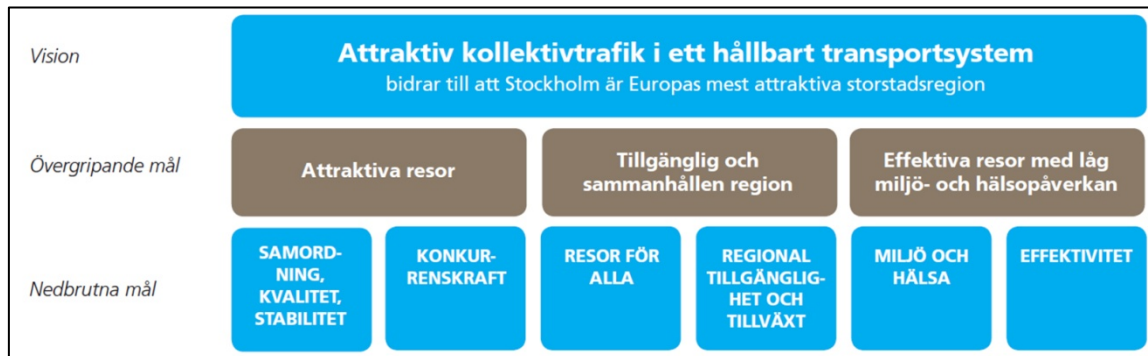 Vision
Attraktiv kollektivtrafik i ett hållbart transportsystem
bidrar till att Stockholm är Europas mest attraktiva storstadsregion
Övergripande mål
Attraktiva resor
Tillgänglig och
sammanhållen region
Effektiva resor med låg
miljö- och hälsopåverkan
Nedbrutna mål
SAMORD-
NING,
KVALITET,
STABILITET
KONKUR-
RENSKRAFT
RESOR FÖR
ALLA
REGIONAL
TILLGÄNGLIG-
HET OCH
TILLVÄXT
MILJÖ OCH
HÄLSA
EFFEKTIVITET